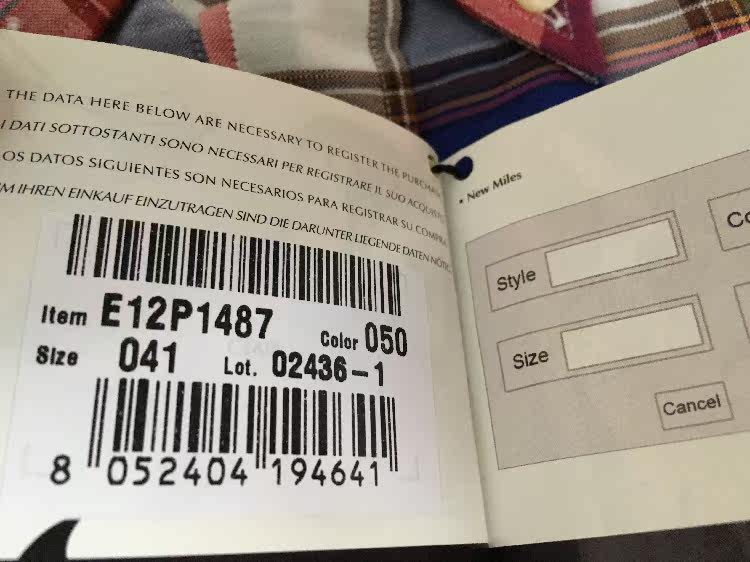 THE DATA HERE BELOW ARE NECESSARY TO REGISTER THE
I DATI SOTTOSTANTI SONO NECESSARI PER REGISTRARE IL SUO
OS DATOS SIGUIENTES SON NECESARIOS PARA REGISTRAR SU
IHREN EINKAUF EINZUTRAGEN SIND DIE DARUNTER LIEGENDE DATEN
Item E12P1487 Color 050
Size 041 Lot. 02436-1
8 052404 194641
• New Miles
Style
Size
Cancel